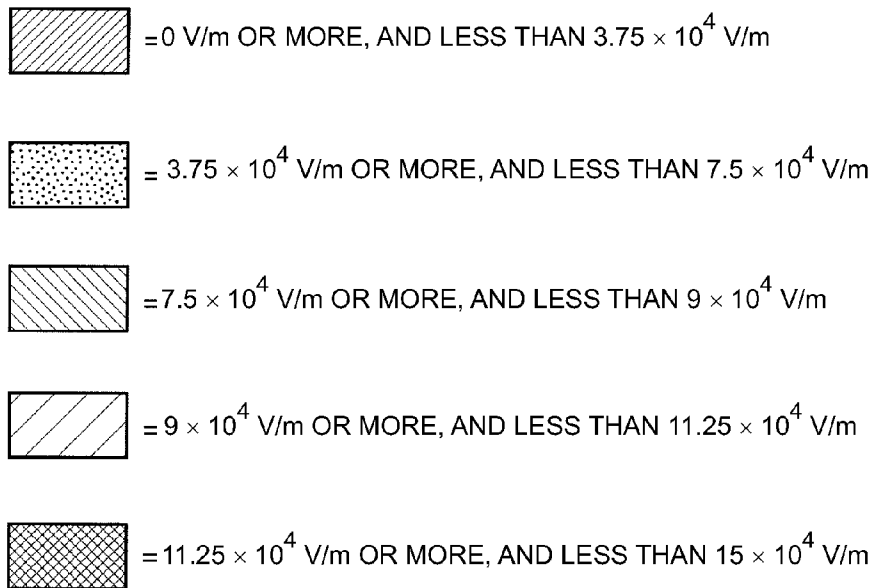 =0 V/m OR MORE, AND LESS THAN 3.75 × 10⁴ V/m
= 3.75 × 10⁴ V/m OR MORE, AND LESS THAN 7.5 × 10⁴ V/m
=7.5 × 10⁴ V/m OR MORE, AND LESS THAN 9 × 10⁴ V/m
= 9 × 10⁴ V/m OR MORE, AND LESS THAN 11.25 × 10⁴ V/m
=11.25 × 10⁴ V/m OR MORE, AND LESS THAN 15 × 10⁴ V/m